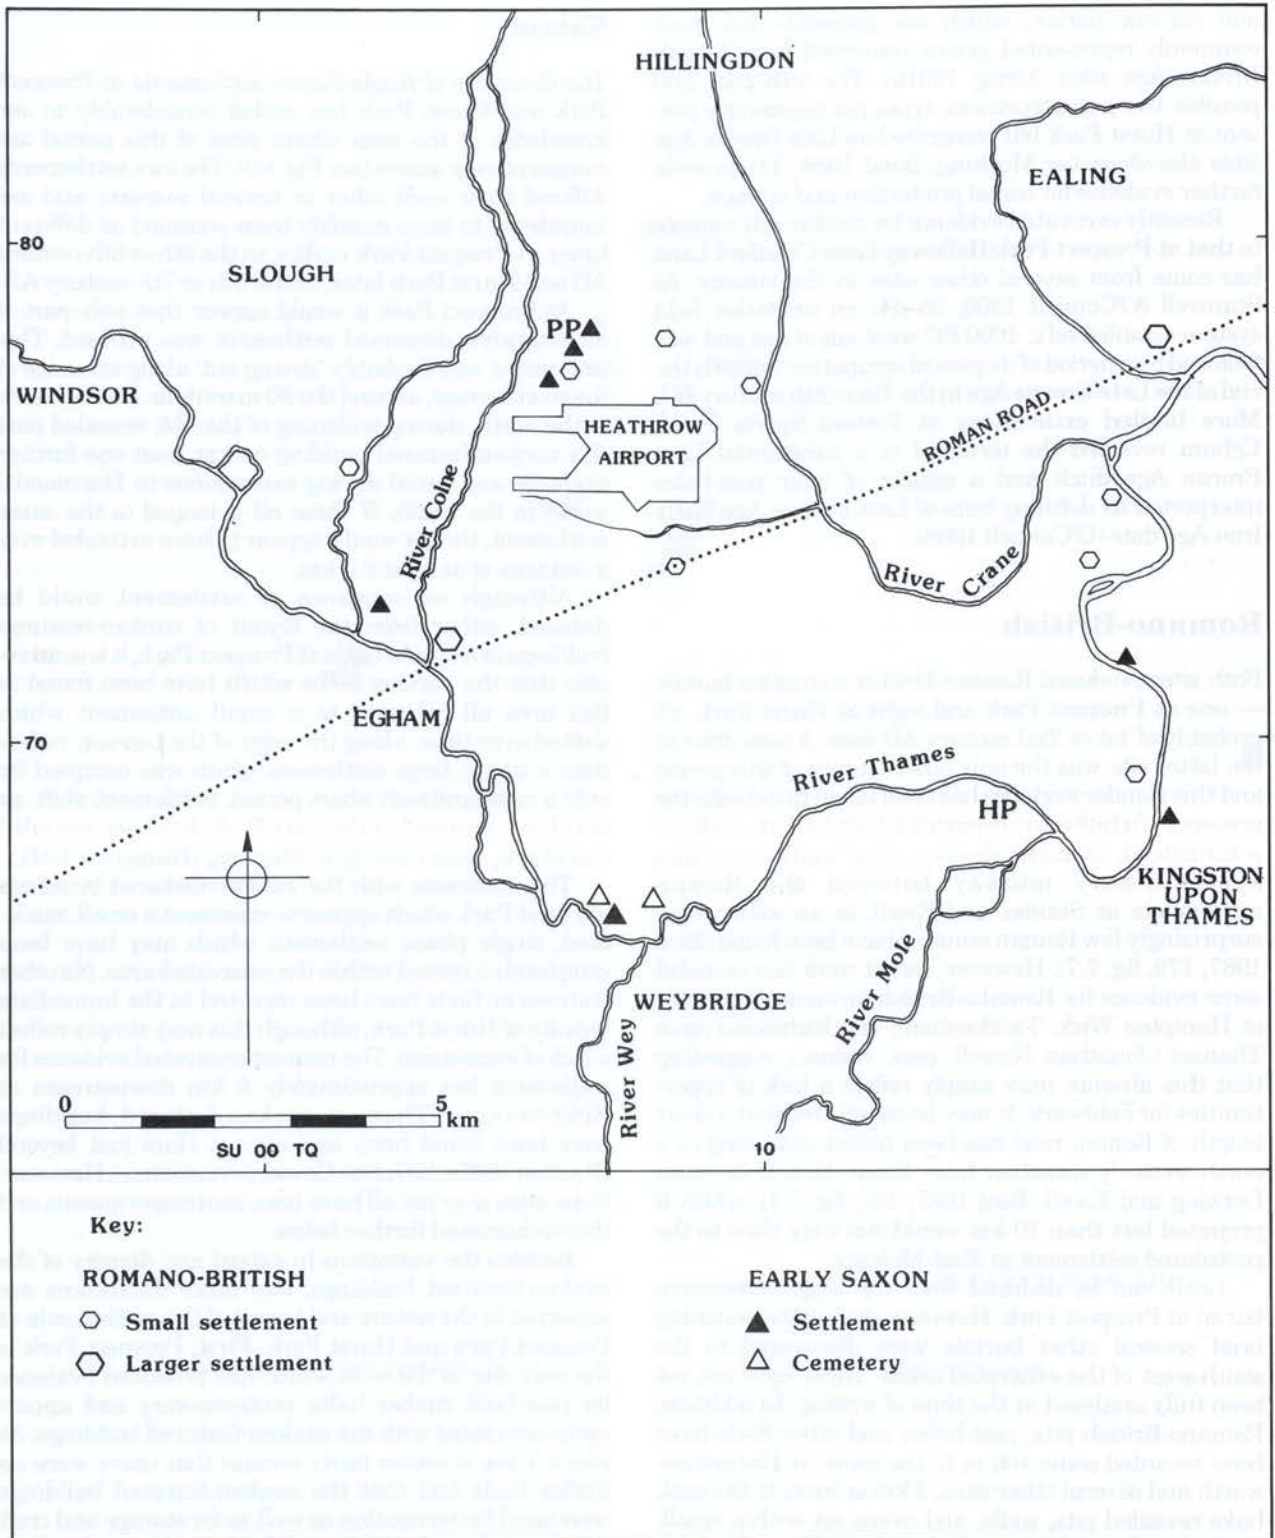 HILLINGDON
EALING
80
SLOUGH
PP
WINDSOR
HEATHROW
AIRPORT
ROMAN ROAD
River Colne
River Crane
EGHAM
70
River Thames
HP
KINGSTON
UPON
THAMES
River Mole
WEYBRIDGE
River Wey
0 5
km
SU 00 TQ
10
Key:
ROMANO-BRITISH
Small settlement
Larger settlement
EARLY SAXON
Settlement
Cemetery